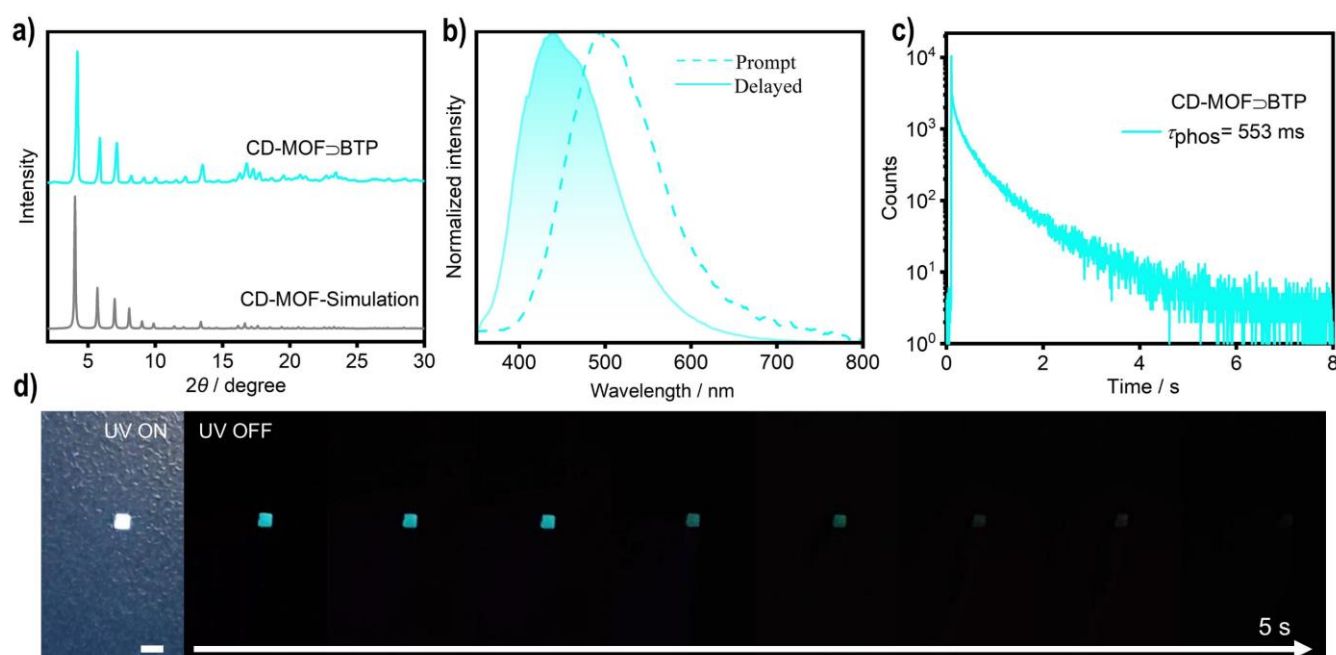 a)
Intensity
CD-MOF⊃BTP
CD-MOF-Simulation
5 10 15 20 25 30
2θ / degree
b)
Normalized intensity
Prompt
Delayed
400 500 600 700 800
Wavelength / nm
c)
Counts
10⁴
10³
10²
10¹
10⁰
CD-MOF⊃BTP
τphos= 553 ms
0 2 4 6 8
Time / s
d)
UV ON
UV OFF
5 s